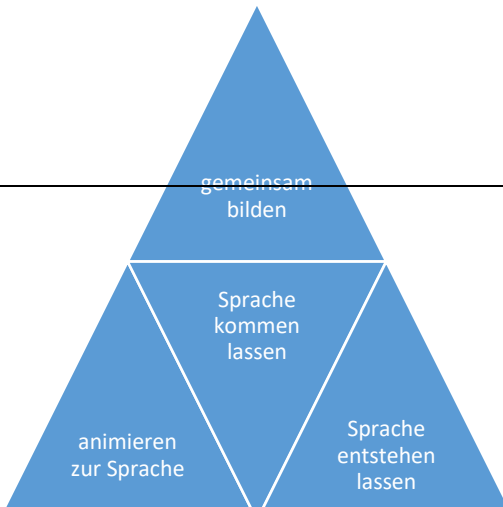 gemeinsam
bilden
Sprache
kommen
lassen
animieren
zur Sprache
Sprache
entstehen
lassen